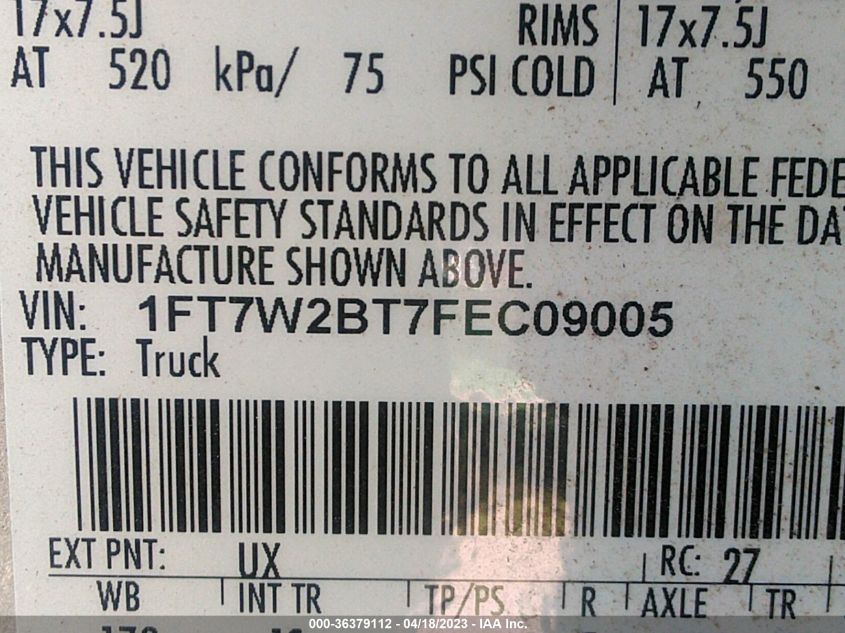 17x7.5J RIMS 17x7.5J
AT 520 kPa/ 75 PSI COLD AT 550
THIS VEHICLE CONFORMS TO ALL APPLICABLE FEDE
VEHICLE SAFETY STANDARDS IN EFFECT ON THE DA
MANUFACTURE SHOWN ABOVE.
VIN: 1FT7W2BT7FEC09005
TYPE: Truck
EXT PNT: UX RC: 27
WB INT TR TP/PS R AXLE TR
000-36379112 - 04/18/2023 - IAA Inc.